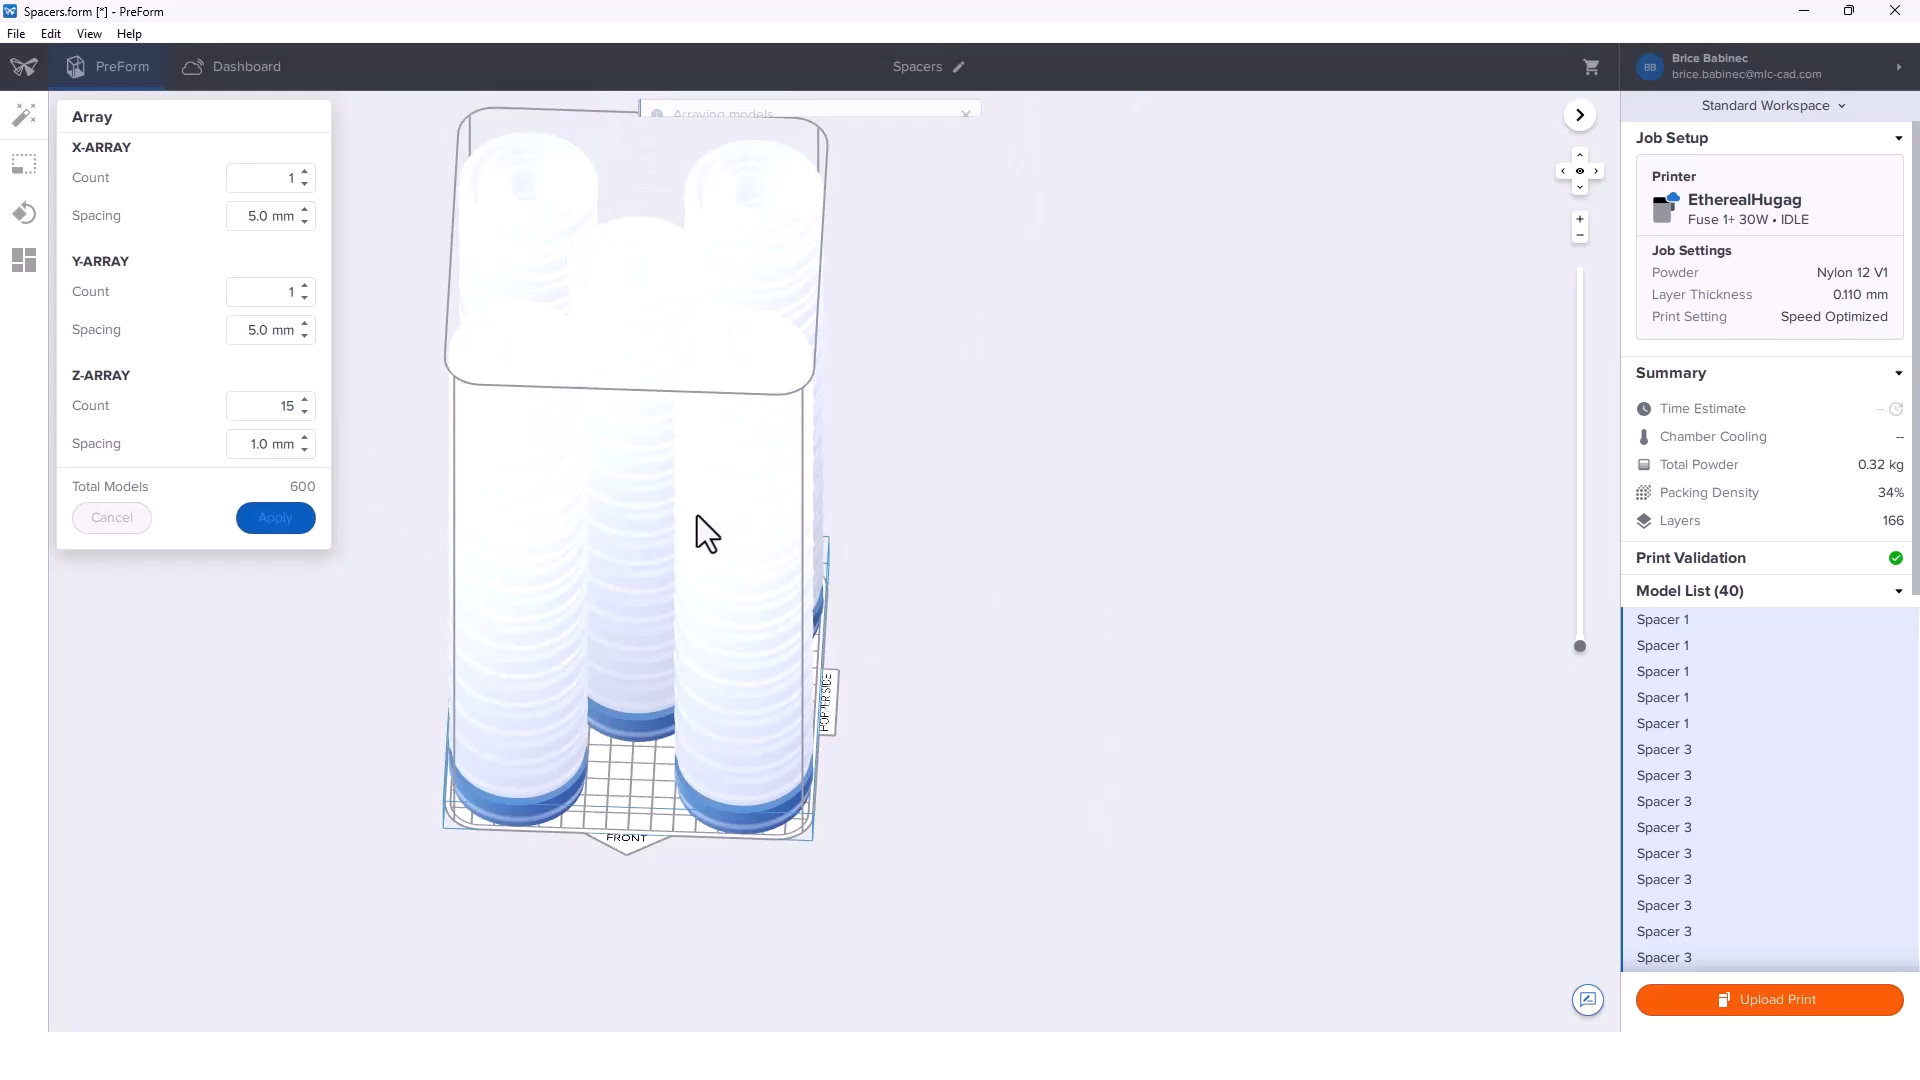 Spacers.form [*] - PreForm
File Edit View Help
PreForm
Dashboard
Spacers
BB
Brice Babinec
brice.babinec@mlc-cad.com
Array
X-ARRAY
Count 1
Spacing 5.0 mm
Y-ARRAY
Count 1
Spacing 5.0 mm
Z-ARRAY
Count 15
Spacing 1.0 mm
Total Models 600
Cancel Apply
Arraying models
HOPPER SIDE
FRONT
Standard Workspace
Job Setup
Printer
EtherealHugag
Fuse 1+ 30W • IDLE
Job Settings
Powder Nylon 12 V1
Layer Thickness 0.110 mm
Print Setting Speed Optimized
Summary
Time Estimate --
Chamber Cooling --
Total Powder 0.32 kg
Packing Density 34%
Layers 166
Print Validation
Model List (40)
Spacer 1
Spacer 1
Spacer 1
Spacer 1
Spacer 1
Spacer 3
Spacer 3
Spacer 3
Spacer 3
Spacer 3
Spacer 3
Spacer 3
Spacer 3
Spacer 3
Upload Print